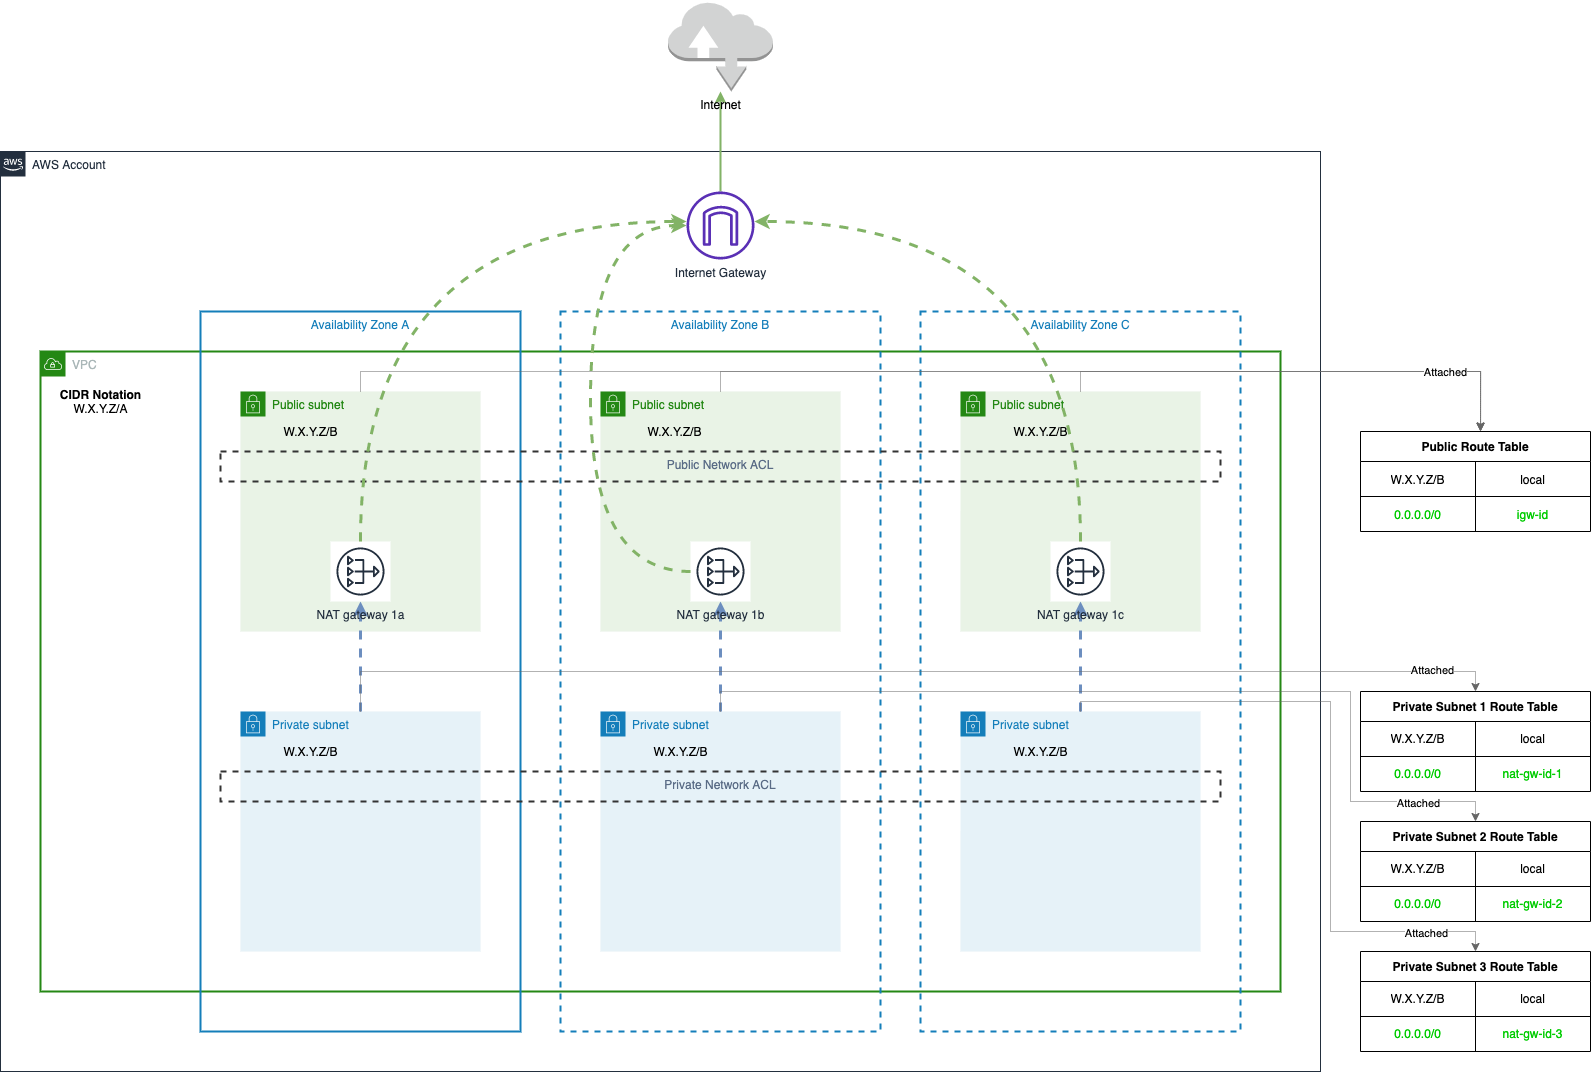 Internet
aws
AWS Account
Internet Gateway
Availability Zone A
Availability Zone B
Availability Zone C
VPC
CIDR Notation
W.X.Y.Z/A
Attached
Public subnet
Public subnet
Public subnet
W.X.Y.Z/B
W.X.Y.Z/B
W.X.Y.Z/B
Public Network ACL
Public Route Table
W.X.Y.Z/B local
0.0.0.0/0 igw-id
NAT gateway 1a
NAT gateway 1b
NAT gateway 1c
Attached
Private subnet
Private subnet
Private subnet
W.X.Y.Z/B
W.X.Y.Z/B
W.X.Y.Z/B
Private Network ACL
Private Subnet 1 Route Table
W.X.Y.Z/B local
0.0.0.0/0 nat-gw-id-1
Attached
Private Subnet 2 Route Table
W.X.Y.Z/B local
0.0.0.0/0 nat-gw-id-2
Attached
Private Subnet 3 Route Table
W.X.Y.Z/B local
0.0.0.0/0 nat-gw-id-3